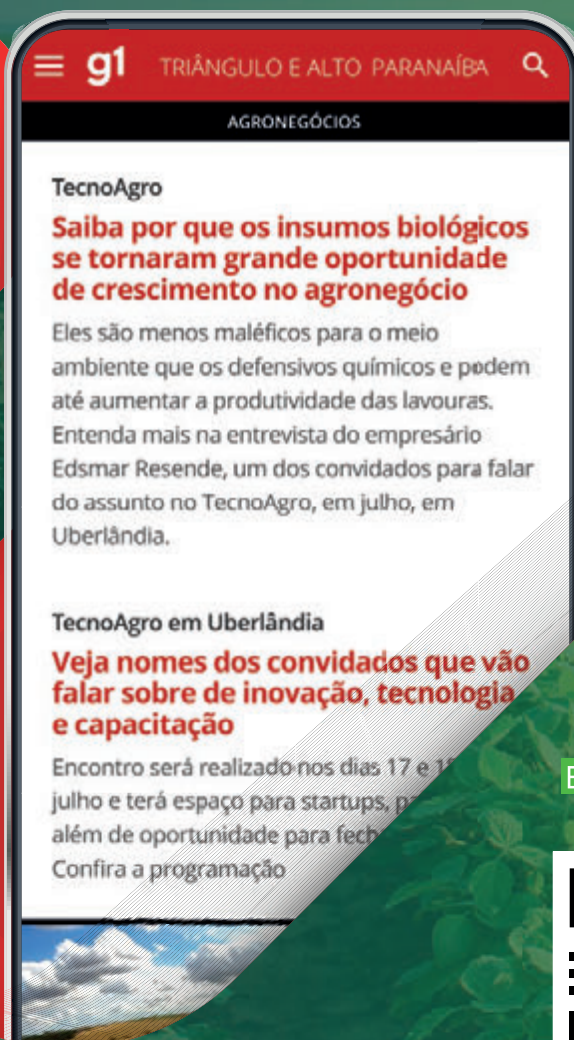 g1 TRIÂNGULO E ALTO PARANAÍBA
AGRONEGÓCIOS
TecnoAgro
Saiba por que os insumos biológicos
se tornaram grande oportunidade
de crescimento no agronegócio
Eles são menos maléficos para o meio
ambiente que os defensivos químicos e podem
até aumentar a produtividade das lavouras.
Entenda mais na entrevista do empresário
Edsmar Resende, um dos convidados para falar
do assunto no TecnoAgro, em julho, em
Uberlândia.
TecnoAgro em Uberlândia
Veja nomes dos convidados que vão
falar sobre de inovação, tecnologia
e capacitação
Encontro será realizado nos dias 17 e
julho e terá espaço para startups,
além de oportunidade para
Confira a programação